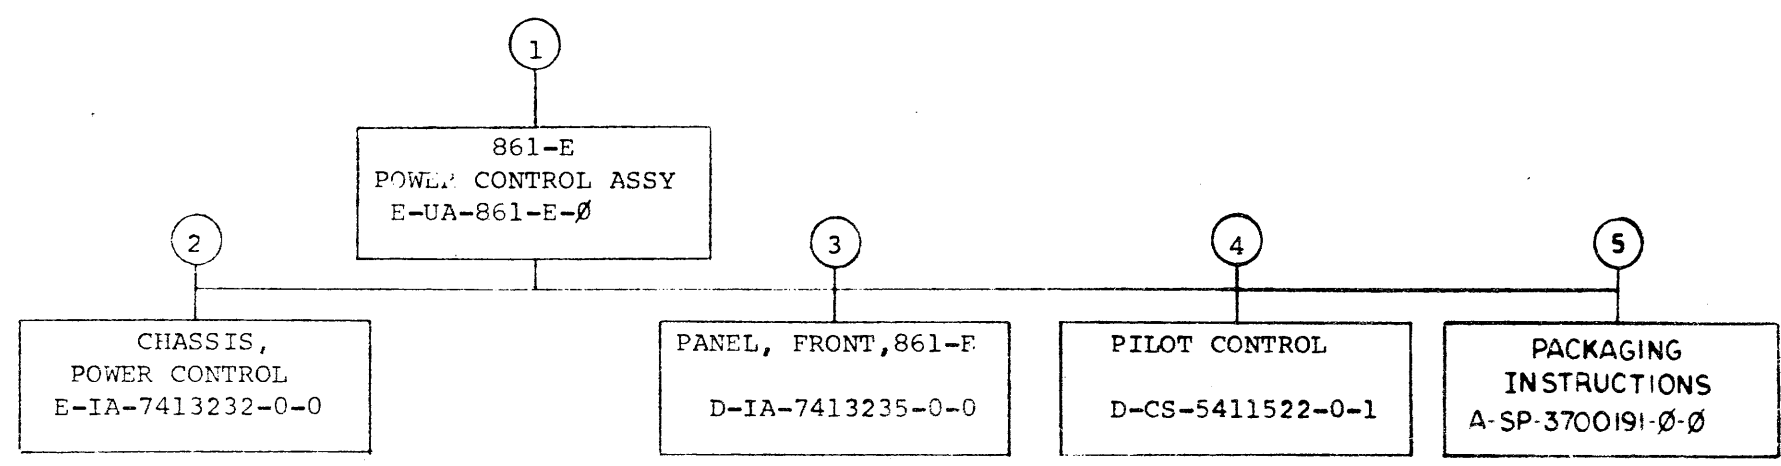 1
861-E
POWER CONTROL ASSY
E-UA-861-E-Ø
2
CHASSIS,
POWER CONTROL
E-IA-7413232-0-0
3
PANEL, FRONT,861-E
D-IA-7413235-0-0
4
PILOT CONTROL
D-CS-5411522-0-1
5
PACKAGING
INSTRUCTIONS
A-SP-3700191-Ø-Ø